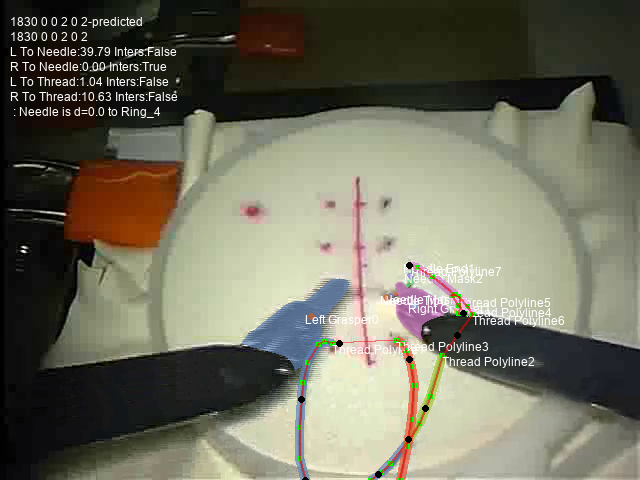 1830 0 0 2 0 2-predicted
1830 0 0 2 0 2
L To Needle:39.79 Inters:False
R To Needle:0.00 Inters:True
L To Thread:1.04 Inters:False
R To Thread:10.63 Inters:False
: Needle is d=0.0 to Ring_4
Thread Polyline7
Thread Polyline5
Thread Polyline4
Thread Polyline6
Left Grasper0
Thread Polyline3
Thread Polyline2